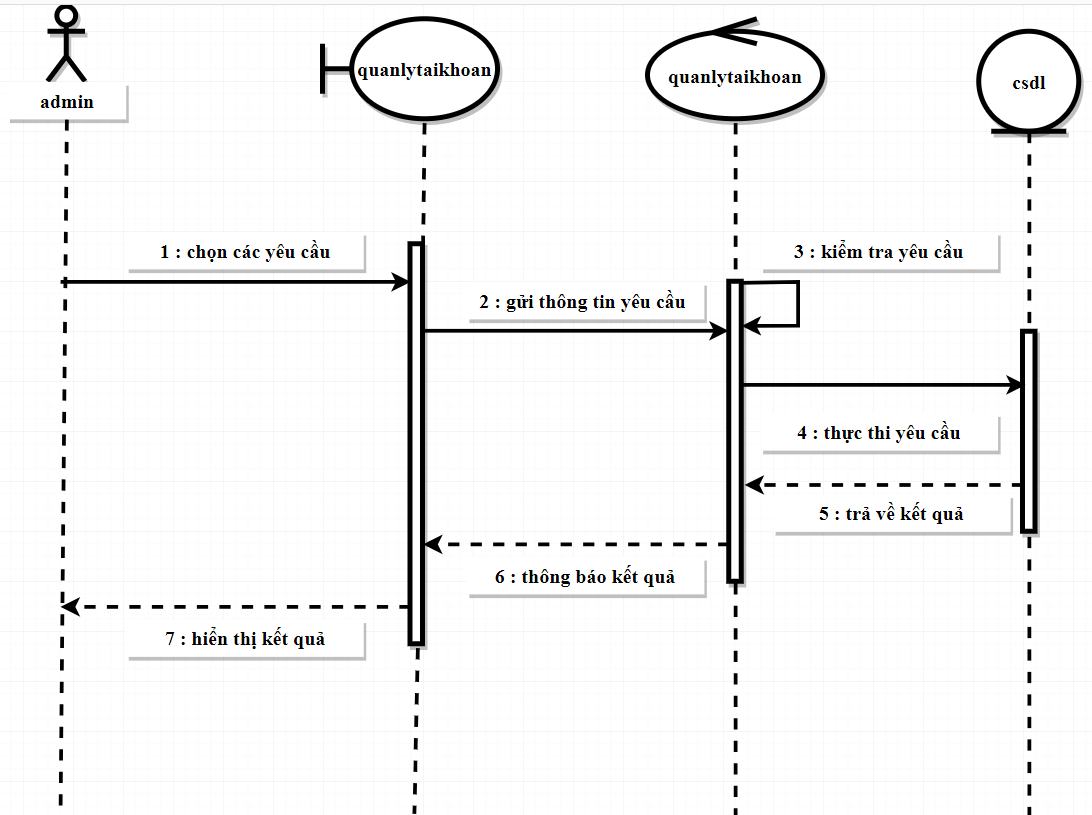 admin
quanlytaikhoan
quanlytaikhoan
csdl
1 : chọn các yêu cầu
2 : gửi thông tin yêu cầu
3 : kiểm tra yêu cầu
4 : thực thi yêu cầu
5 : trả về kết quả
6 : thông báo kết quả
7 : hiển thị kết quả